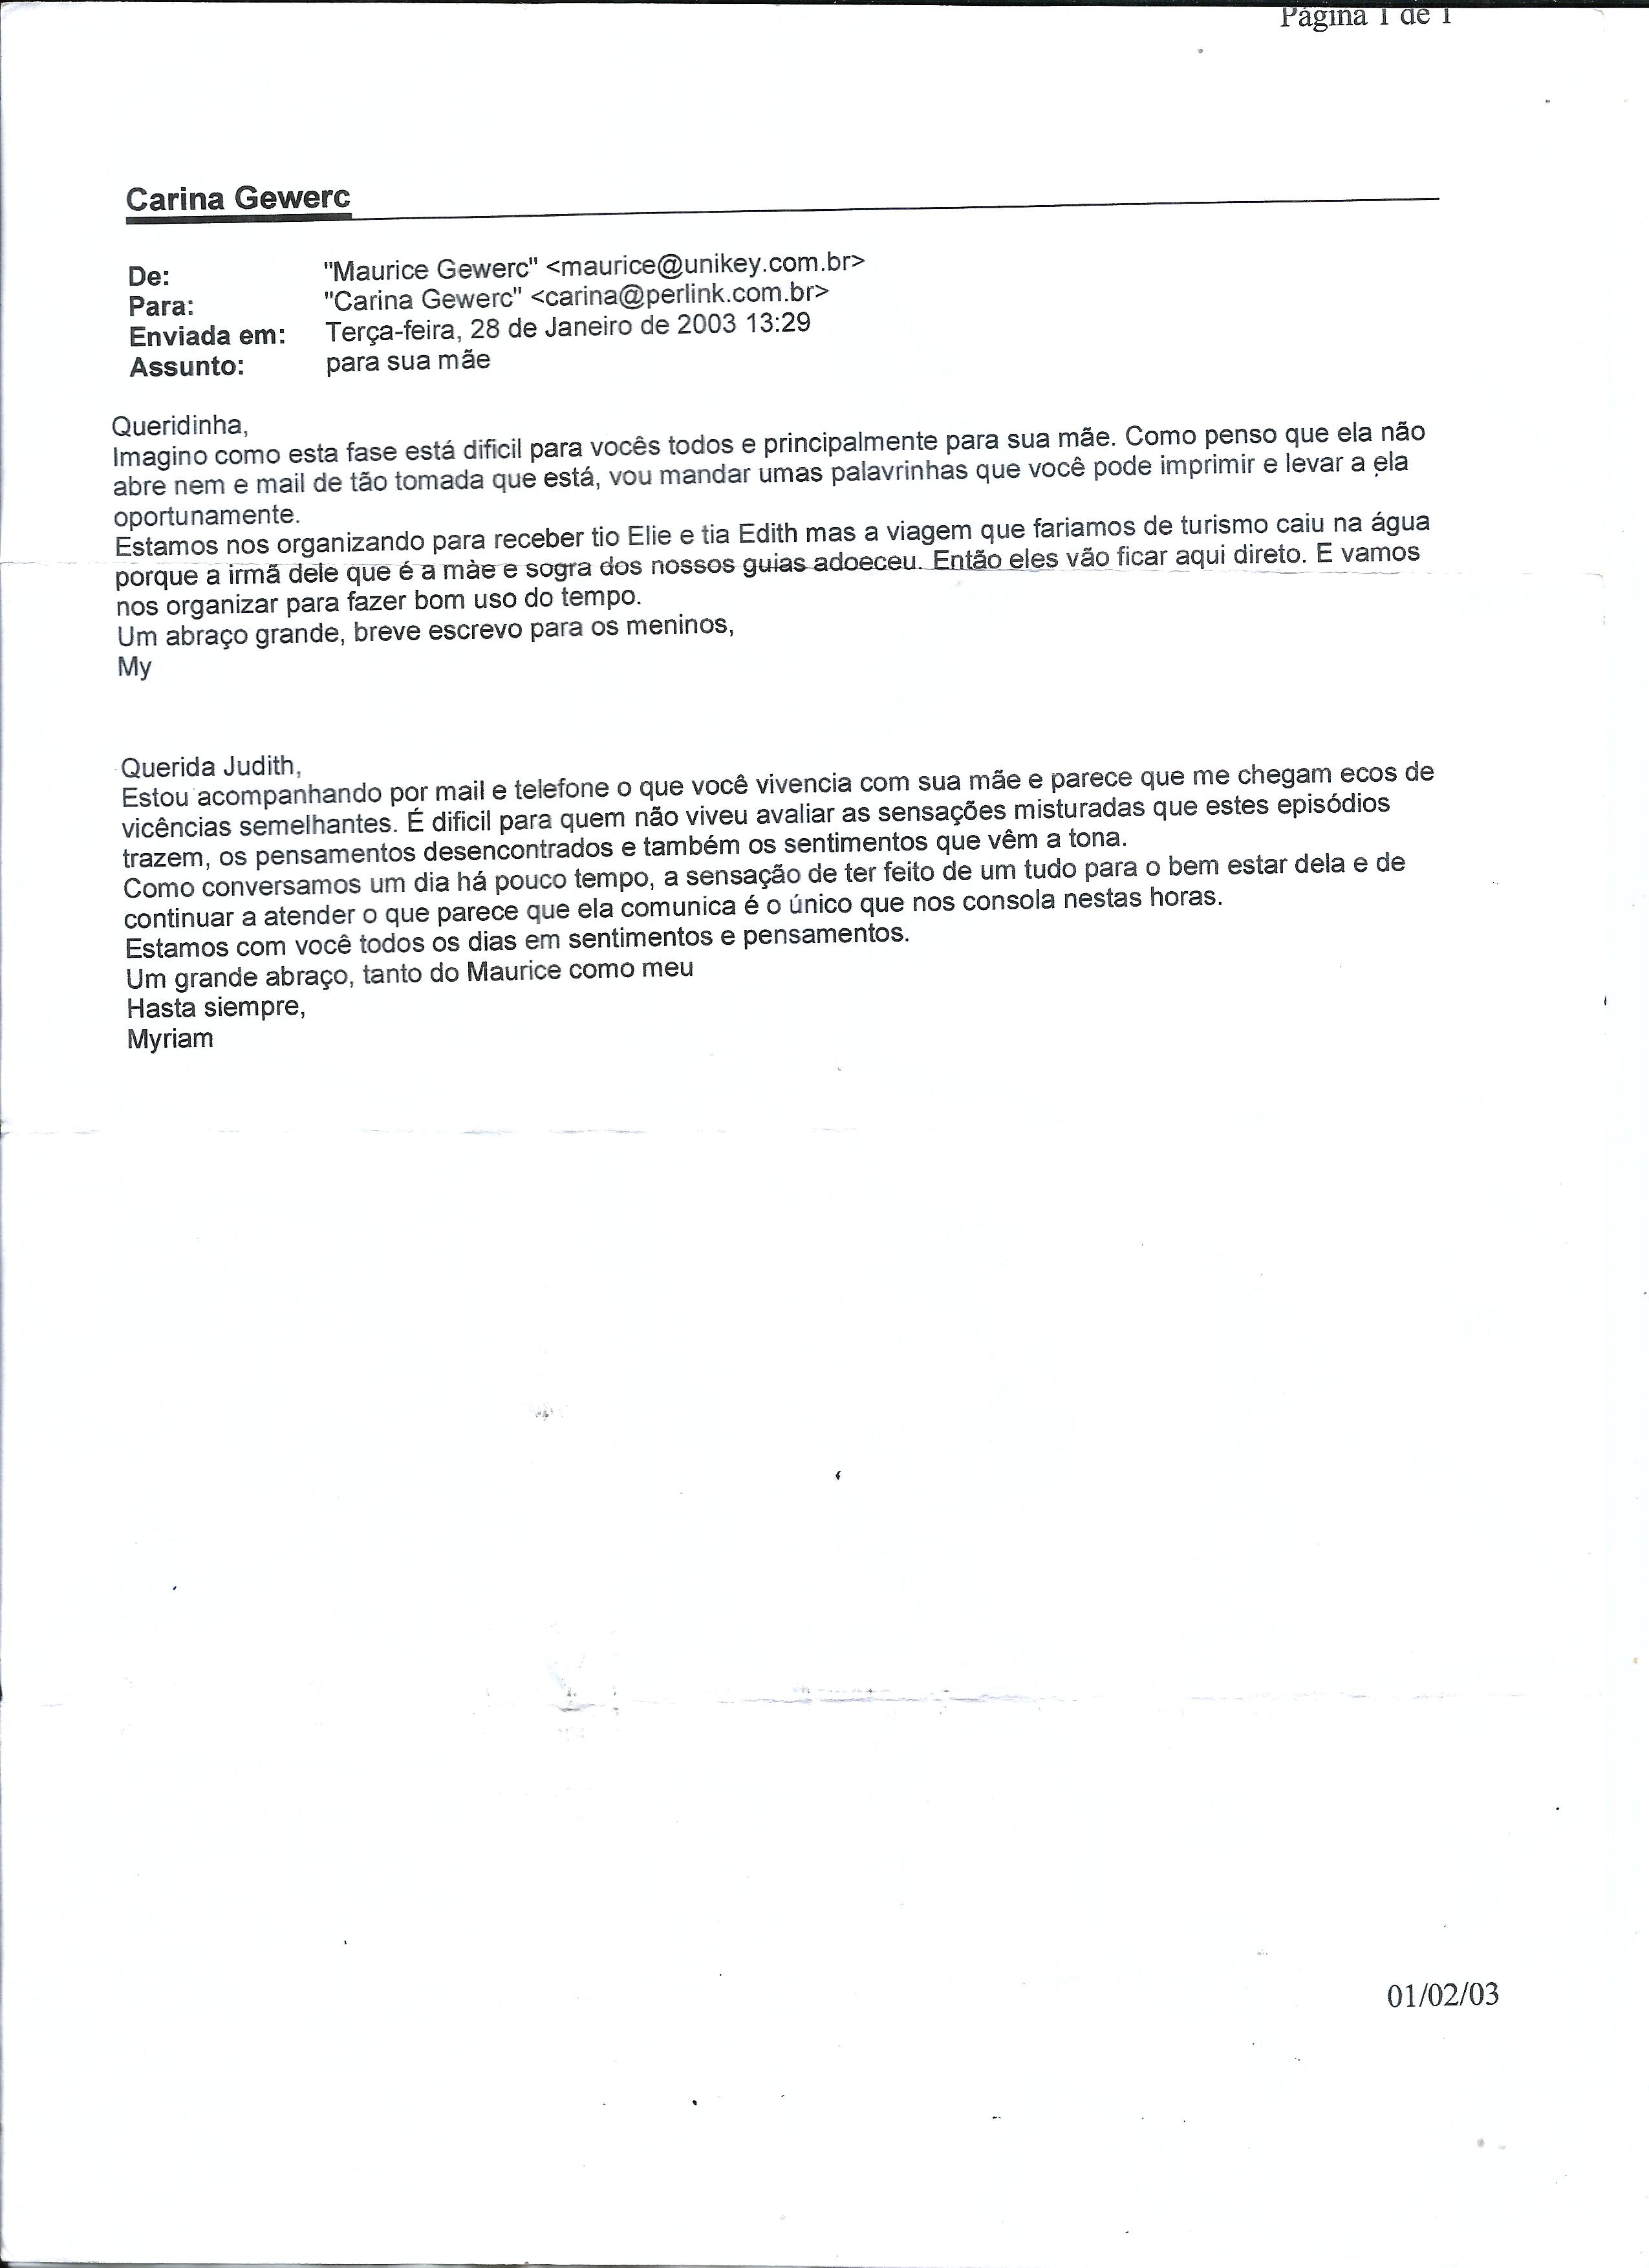 Página 1 de 1
Carina Gewerc
De: "Maurice Gewerc" <maurice@unikey.com.br>
Para: "Carina Gewerc" <carina@perlink.com.br>
Enviada em: Terça-feira, 28 de Janeiro de 2003 13:29
Assunto: para sua mãe
Queridinha,
Imagino como esta fase está dificil para vocês todos e principalmente para sua mãe. Como penso que ela não
abre nem e mail de tão tomada que está, vou mandar umas palavrinhas que você pode imprimir e levar a ela
oportunamente.
Estamos nos organizando para receber tio Elie e tia Edith mas a viagem que fariamos de turismo caiu na água
porque a irmã dele que é a mãe e sogra dos nossos guias adoeceu. Então eles vão ficar aqui direto. E vamos
nos organizar para fazer bom uso do tempo.
Um abraço grande, breve escrevo para os meninos,
My
Querida Judith,
Estou acompanhando por mail e telefone o que você vivencia com sua mãe e parece que me chegam ecos de
vicências semelhantes. É dificil para quem não viveu avaliar as sensações misturadas que estes episódios
trazem, os pensamentos desencontrados e também os sentimentos que vêm a tona.
Como conversamos um dia há pouco tempo, a sensação de ter feito de um tudo para o bem estar dela e de
continuar a atender o que parece que ela comunica é o único que nos consola nestas horas.
Estamos com você todos os dias em sentimentos e pensamentos.
Um grande abraço, tanto do Maurice como meu
Hasta siempre,
Myriam
01/02/03